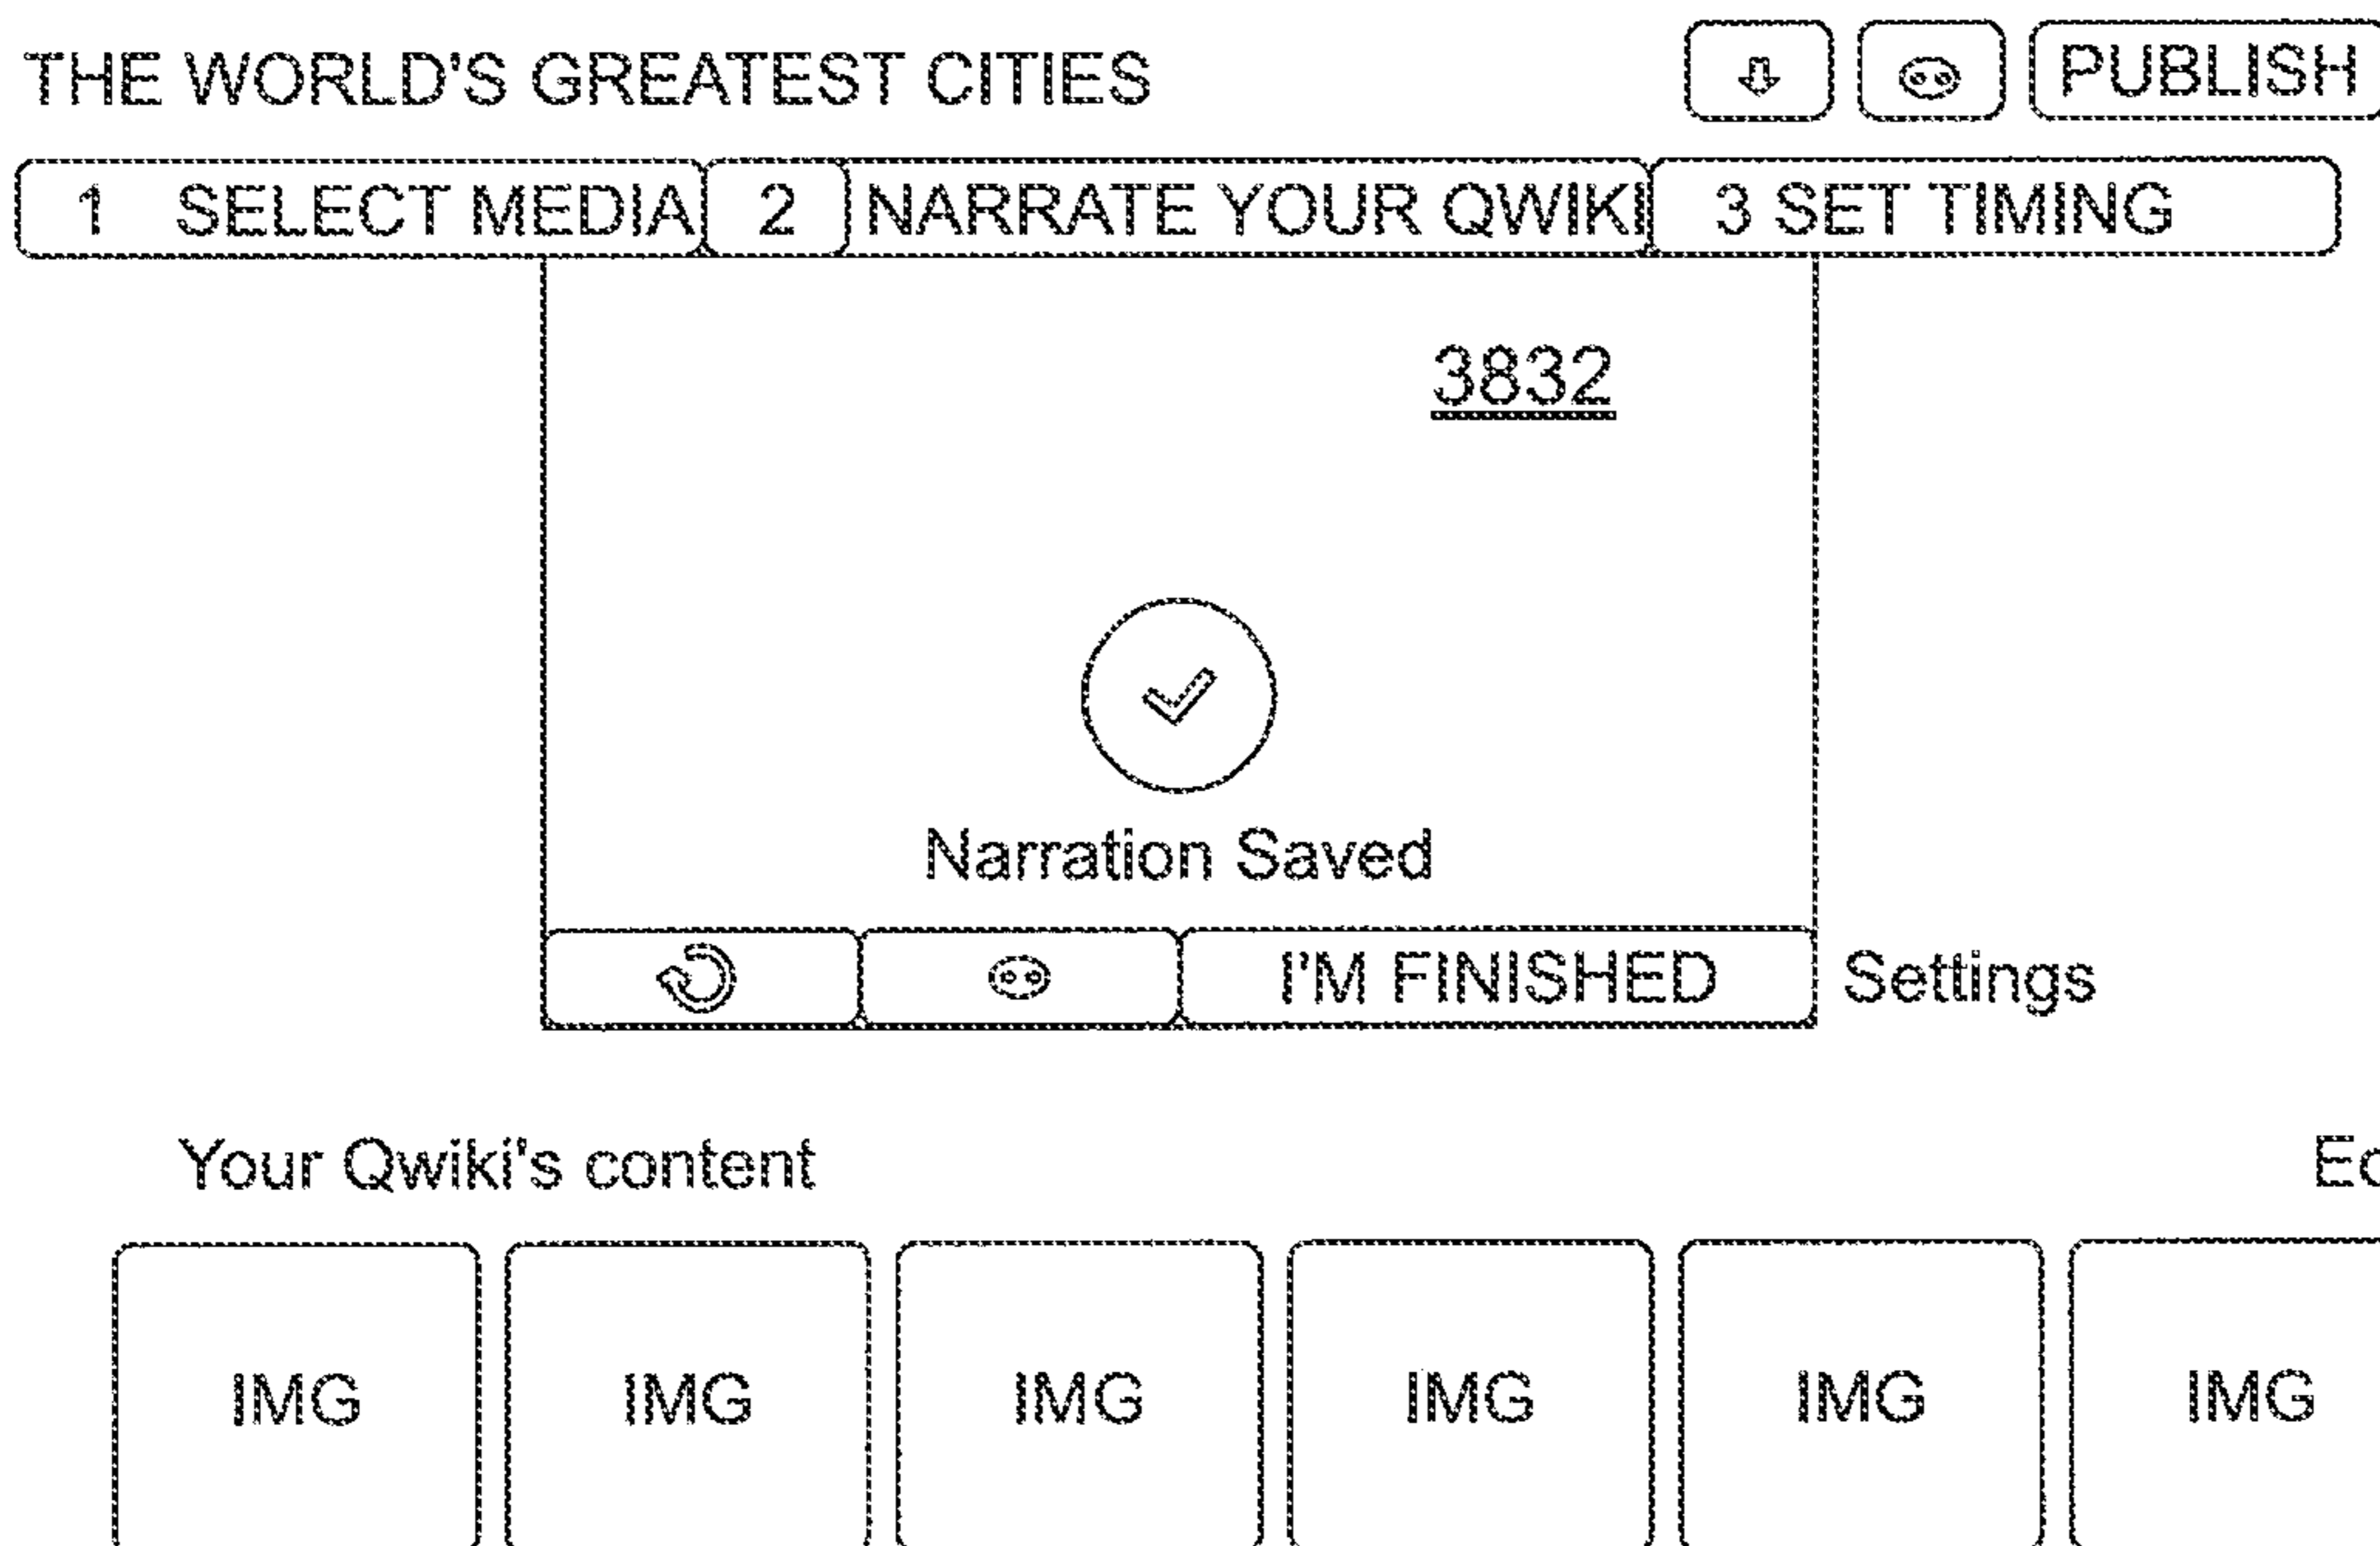 THE WORLD'S GREATEST CITIES PUBLISH
1 SELECT MEDIA 2 NARRATE YOUR QWIKI 3 SET TIMING
3832
Narration Saved
I'M FINISHED Settings
Your Qwiki's content
IMG IMG IMG IMG IMG IMG